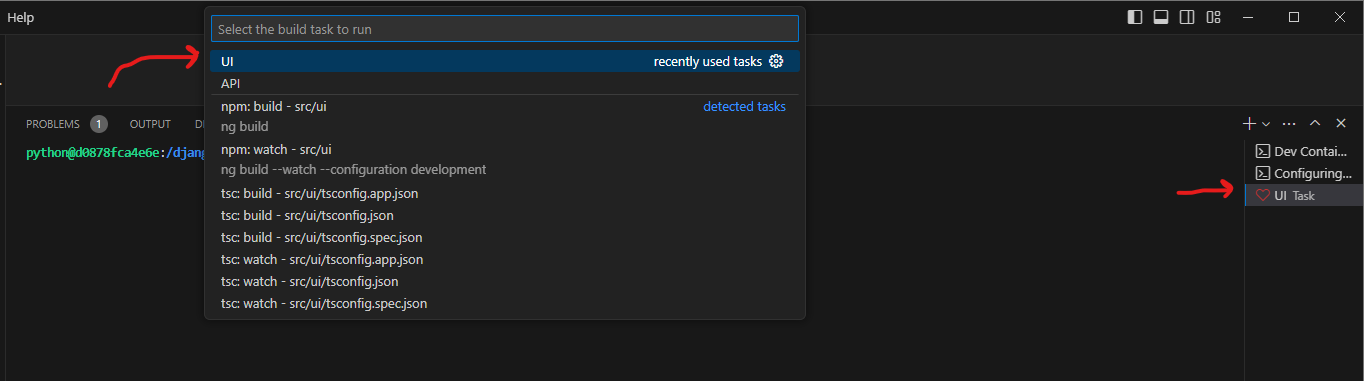 Help
Select the build task to run
UI recently used tasks
API
npm: build - src/ui detected tasks
ng build
npm: watch - src/ui
ng build --watch --configuration development
tsc: build - src/ui/tsconfig.app.json
tsc: build - src/ui/tsconfig.json
tsc: build - src/ui/tsconfig.spec.json
tsc: watch - src/ui/tsconfig.app.json
tsc: watch - src/ui/tsconfig.json
tsc: watch - src/ui/tsconfig.spec.json
PROBLEMS 1 OUTPUT
python@d0878fca4e6e:/djang
Dev Contai...
Configuring...
UI Task